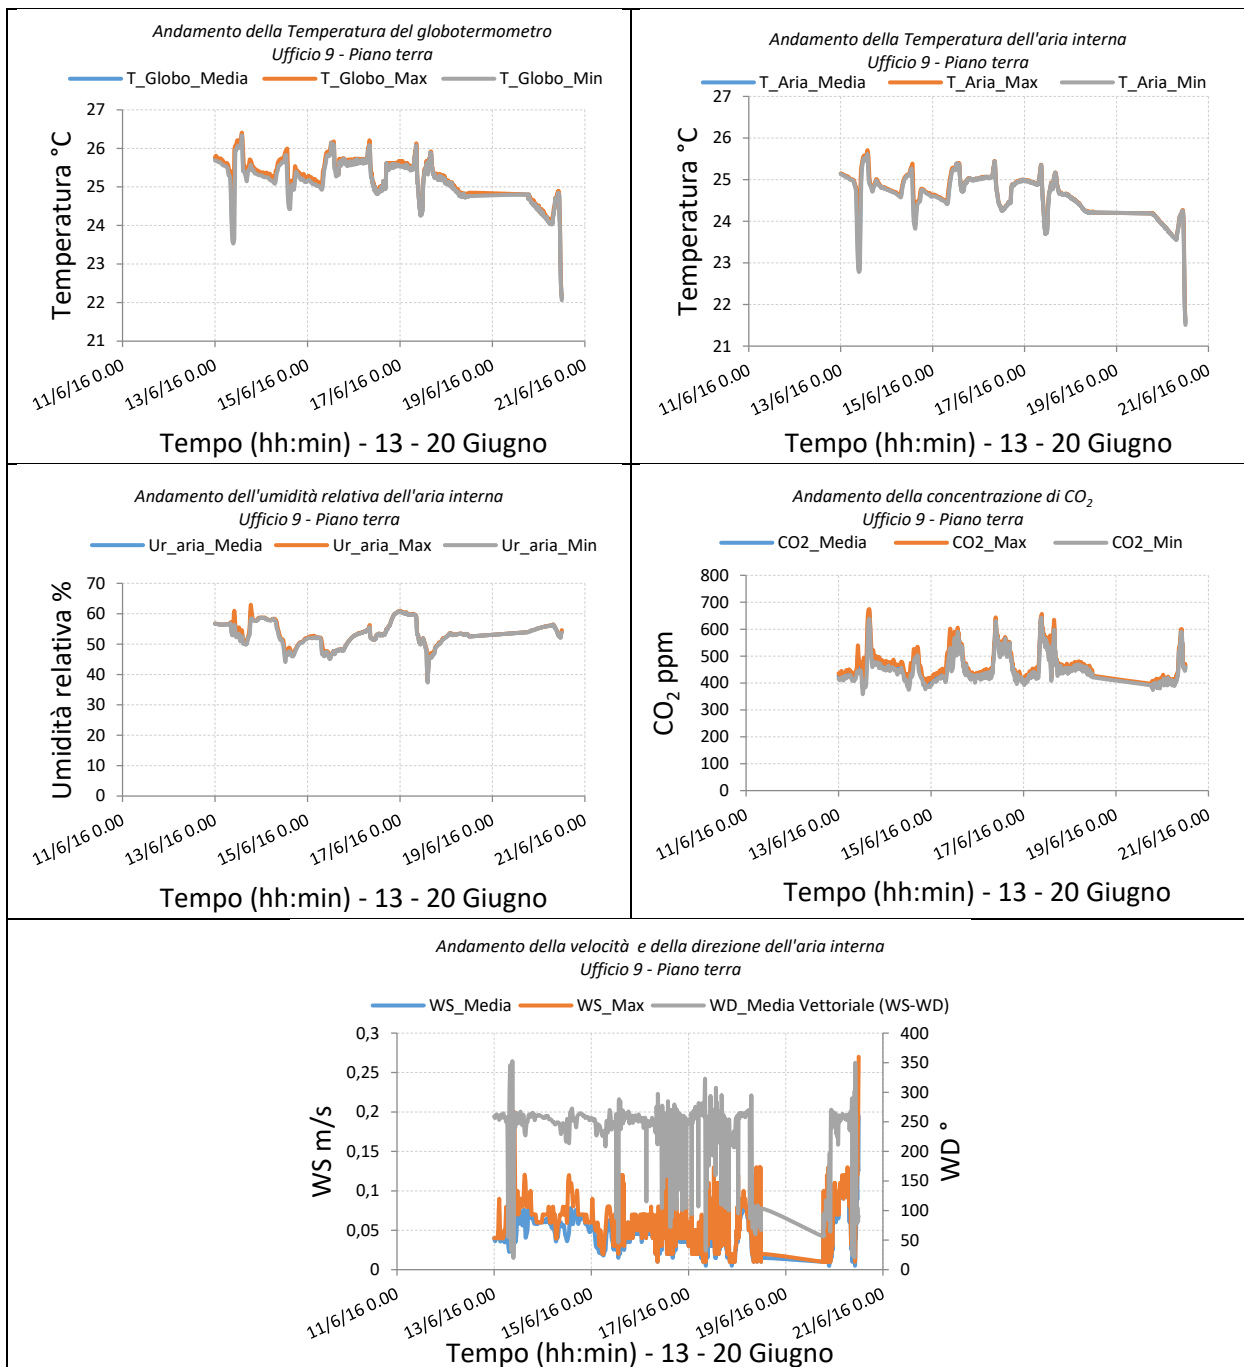 Andamento della Temperatura del globotermometro
Ufficio 9 - Piano terra
T_Globo_Media T_Globo_Max T_Globo_Min
27
26
25
24
23
22
21
Temperatura °C
11/6/16 0.00 13/6/16 0.00 15/6/16 0.00 17/6/16 0.00 19/6/16 0.00 21/6/16 0.00
Tempo (hh:min) - 13 - 20 Giugno
Andamento della Temperatura dell'aria interna
Ufficio 9 - Piano terra
T_Aria_Media T_Aria_Max T_Aria_Min
27
26
25
24
23
22
21
Temperatura °C
11/6/16 0.00 13/6/16 0.00 15/6/16 0.00 17/6/16 0.00 19/6/16 0.00 21/6/16 0.00
Tempo (hh:min) - 13 - 20 Giugno
Andamento dell'umidità relativa dell'aria interna
Ufficio 9 - Piano terra
Ur_aria_Media Ur_aria_Max Ur_aria_Min
70
60
50
40
30
20
10
0
Umidità relativa %
11/6/16 0.00 13/6/16 0.00 15/6/16 0.00 17/6/16 0.00 19/6/16 0.00 21/6/16 0.00
Tempo (hh:min) - 13 - 20 Giugno
Andamento della concentrazione di CO2
Ufficio 9 - Piano terra
CO2_Media CO2_Max CO2_Min
800
700
600
500
400
300
200
100
0
CO2 ppm
11/6/16 0.00 13/6/16 0.00 15/6/16 0.00 17/6/16 0.00 19/6/16 0.00 21/6/16 0.00
Tempo (hh:min) - 13 - 20 Giugno
Andamento della velocità e della direzione dell'aria interna
Ufficio 9 - Piano terra
WS_Media WS_Max WD_Media Vettoriale (WS-WD)
0,3
0,25
0,2
0,15
0,1
0,05
0
WS m/s
400
350
300
250
200
150
100
50
0
WD °
11/6/16 0.00 13/6/16 0.00 15/6/16 0.00 17/6/16 0.00 19/6/16 0.00 21/6/16 0.00
Tempo (hh:min) - 13 - 20 Giugno